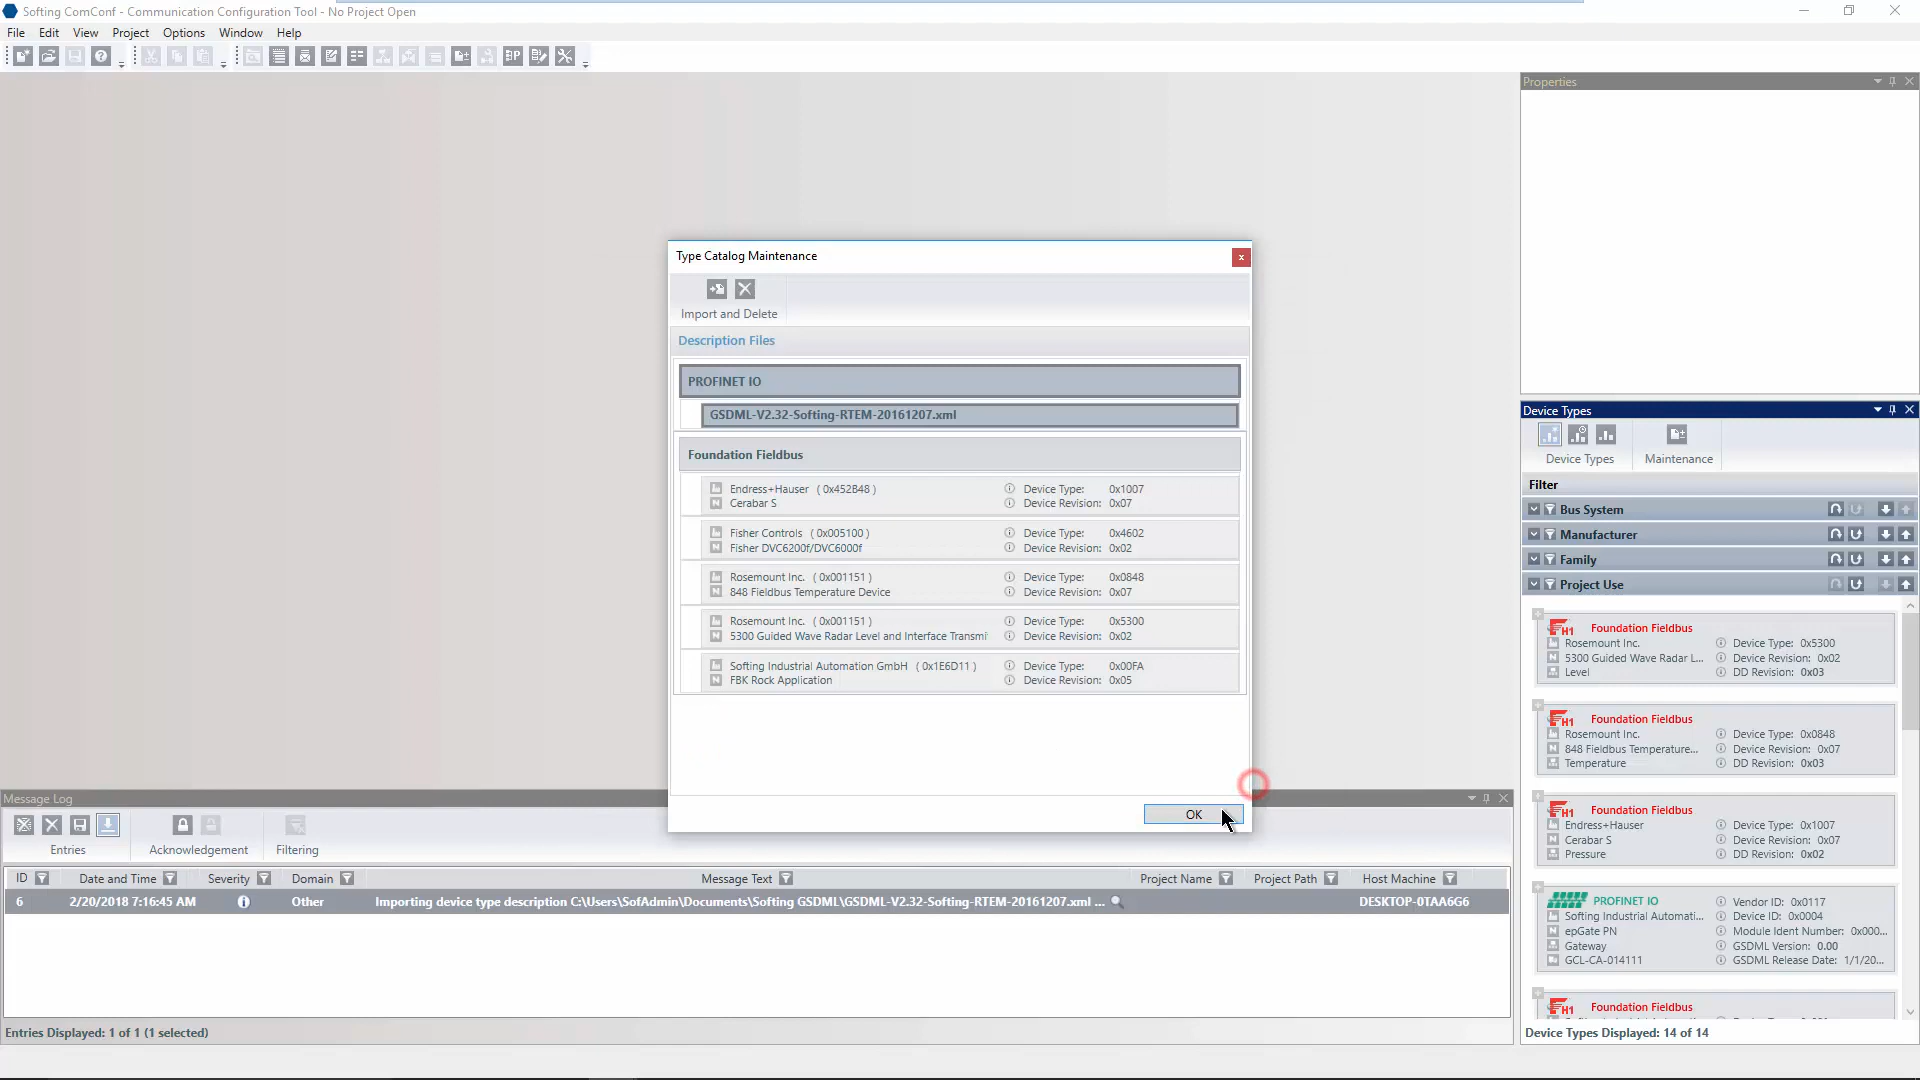 Softing ComConf - Communication Configuration Tool - No Project Open
File Edit View Project Options Window Help
Properties
Type Catalog Maintenance
Import and Delete
Description Files
PROFINET IO
GSDML-V2.32-Softing-RTEM-20161207.xml
Foundation Fieldbus
Endress+Hauser ( 0x452B48 ) Device Type: 0x1007
Cerabar S Device Revision: 0x07
Fisher Controls ( 0x005100 ) Device Type: 0x4602
Fisher DVC6200f/DVC6000f Device Revision: 0x02
Rosemount Inc. ( 0x001151 ) Device Type: 0x0848
848 Fieldbus Temperature Device Device Revision: 0x07
Rosemount Inc. ( 0x001151 ) Device Type: 0x5300
5300 Guided Wave Radar Level and Interface Transmi Device Revision: 0x02
Softing Industrial Automation GmbH ( 0x1E6D11 ) Device Type: 0x00FA
FBK Rock Application Device Revision: 0x05
OK
Device Types
Device Types Maintenance
Filter
Bus System
Manufacturer
Family
Project Use
Foundation Fieldbus
Rosemount Inc. Device Type: 0x5300
5300 Guided Wave Radar L... Device Revision: 0x02
Level DD Revision: 0x03
Foundation Fieldbus
Rosemount Inc. Device Type: 0x0848
848 Fieldbus Temperature... Device Revision: 0x07
Temperature DD Revision: 0x03
Foundation Fieldbus
Endress+Hauser Device Type: 0x1007
Cerabar S Device Revision: 0x07
Pressure DD Revision: 0x02
PROFINET IO Vendor ID: 0x0117
Softing Industrial Automati... Device ID: 0x0004
epGate PN Module Ident Number: 0x000...
Gateway GSDML Version: 0.00
GCL-CA-014111 GSDML Release Date: 1/1/20...
Foundation Fieldbus
Device Types Displayed: 14 of 14
Message Log
Entries Acknowledgement Filtering
ID Date and Time Severity Domain Message Text Project Name Project Path Host Machine
6 2/20/2018 7:16:45 AM Other Importing device type description C:\Users\SofAdmin\Documents\Softing GSDML\GSDML-V2.32-Softing-RTEM-20161207.xml ... DESKTOP-0TAA6G6
Entries Displayed: 1 of 1 (1 selected)